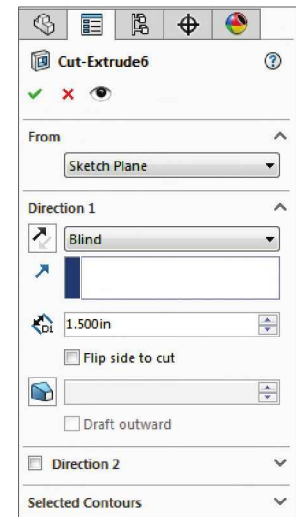 Cut-Extrude6
From
Sketch Plane
Direction 1
Blind
D1
1.500in
Flip side to cut
Draft outward
Direction 2
Selected Contours